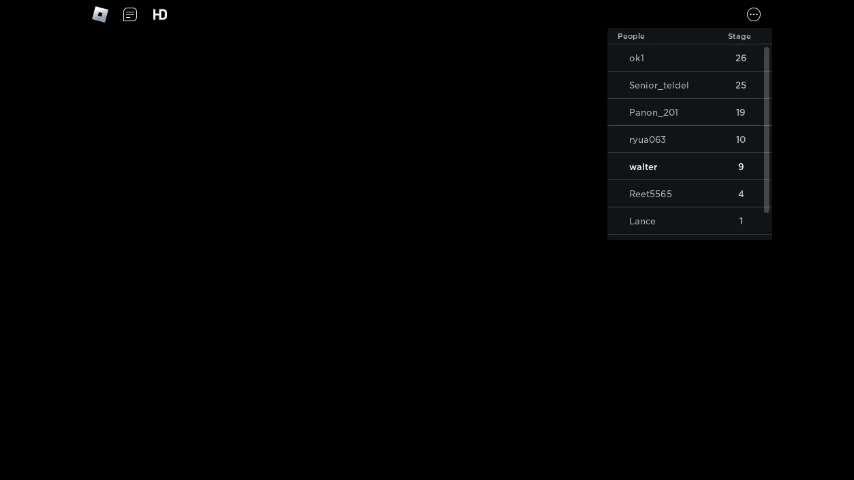 HD
People Stage
ok1 26
Senior_teldel 25
Panon_201 19
ryua063 10
walter 9
Reet5565 4
Lance 1